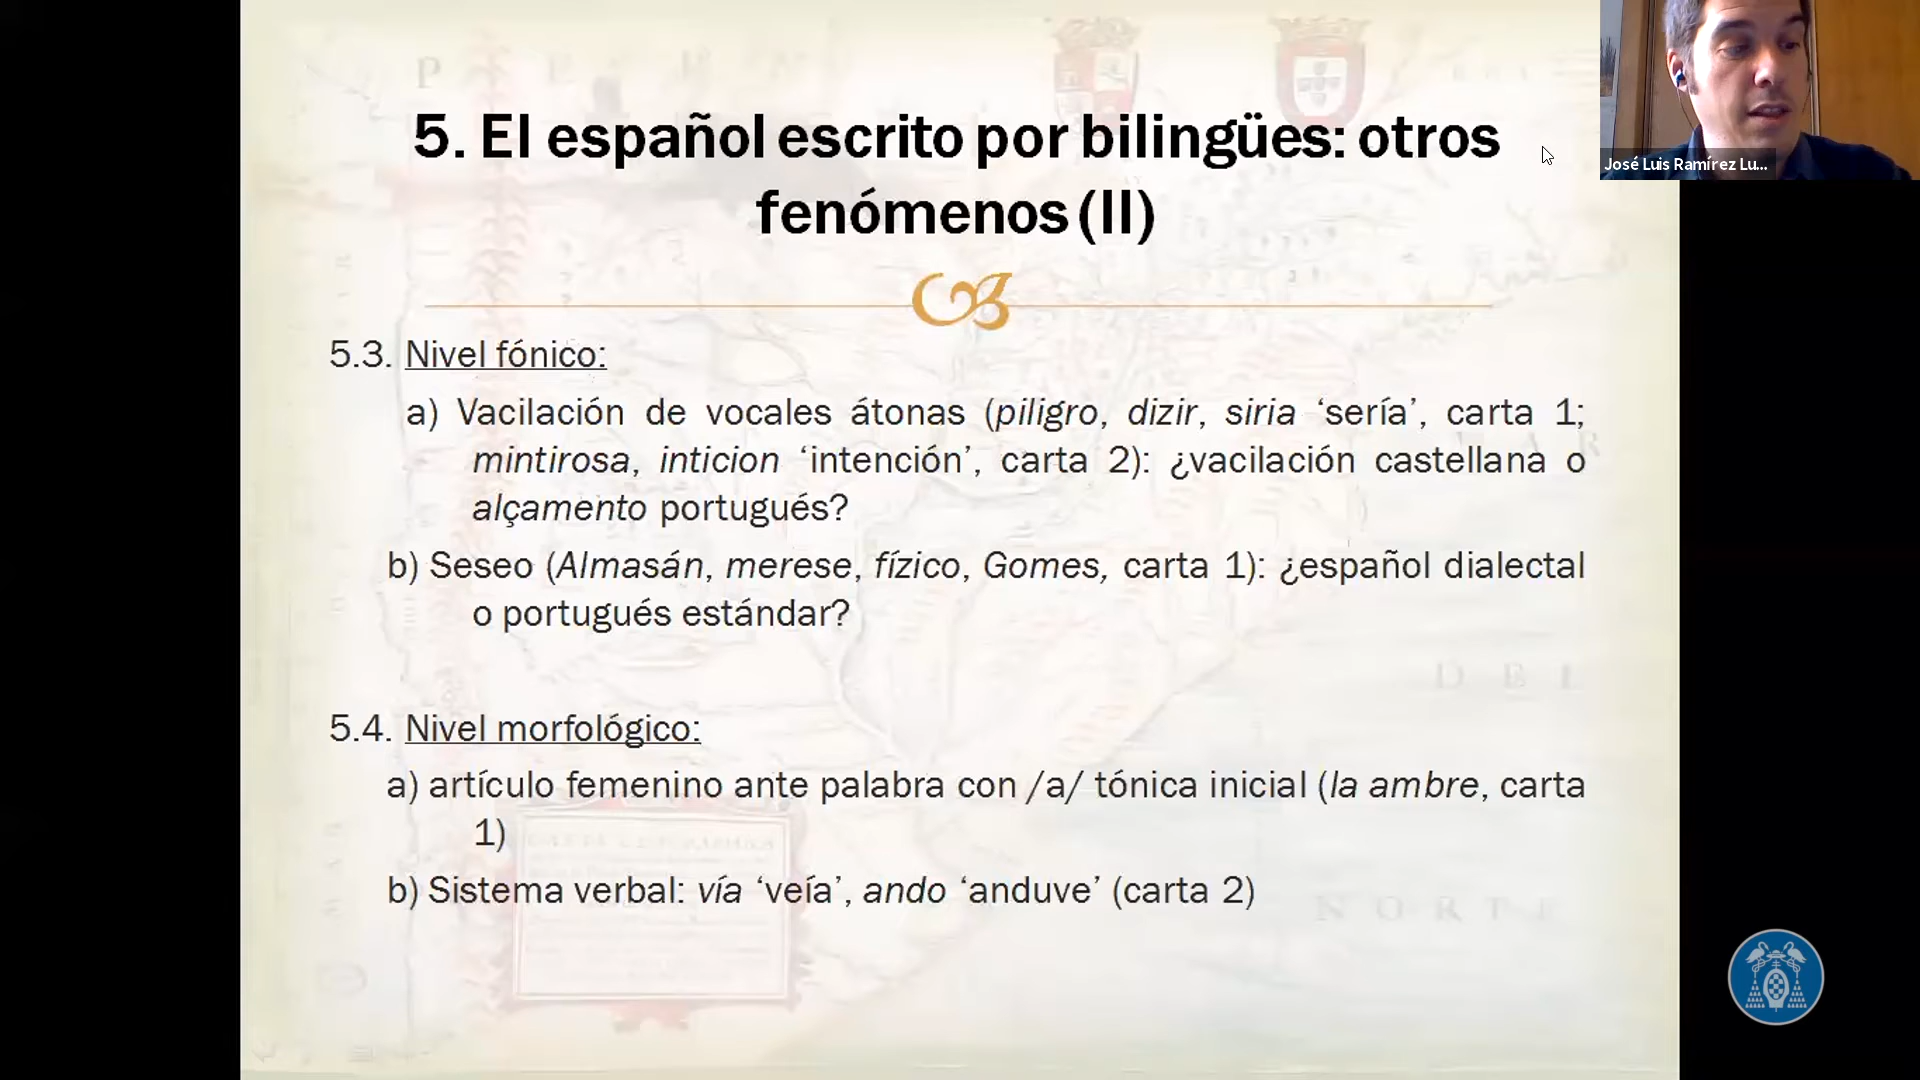 5. El español escrito por bilingües: otros
fenómenos (II)
José Luis Ramírez Lu...
5.3. Nivel fónico:
a) Vacilación de vocales átonas (piligro, dizir, siria ‘sería’, carta 1;
mintirosa, inticion ‘intención’, carta 2): ¿vacilación castellana o
alçamento portugués?
b) Seseo (Almasán, merese, fízico, Gomes, carta 1): ¿español dialectal
o portugués estándar?
5.4. Nivel morfológico:
a) artículo femenino ante palabra con /a/ tónica inicial (la ambre, carta
1)
b) Sistema verbal: vía ‘veía’, ando ‘anduve’ (carta 2)
DEL
NORTE